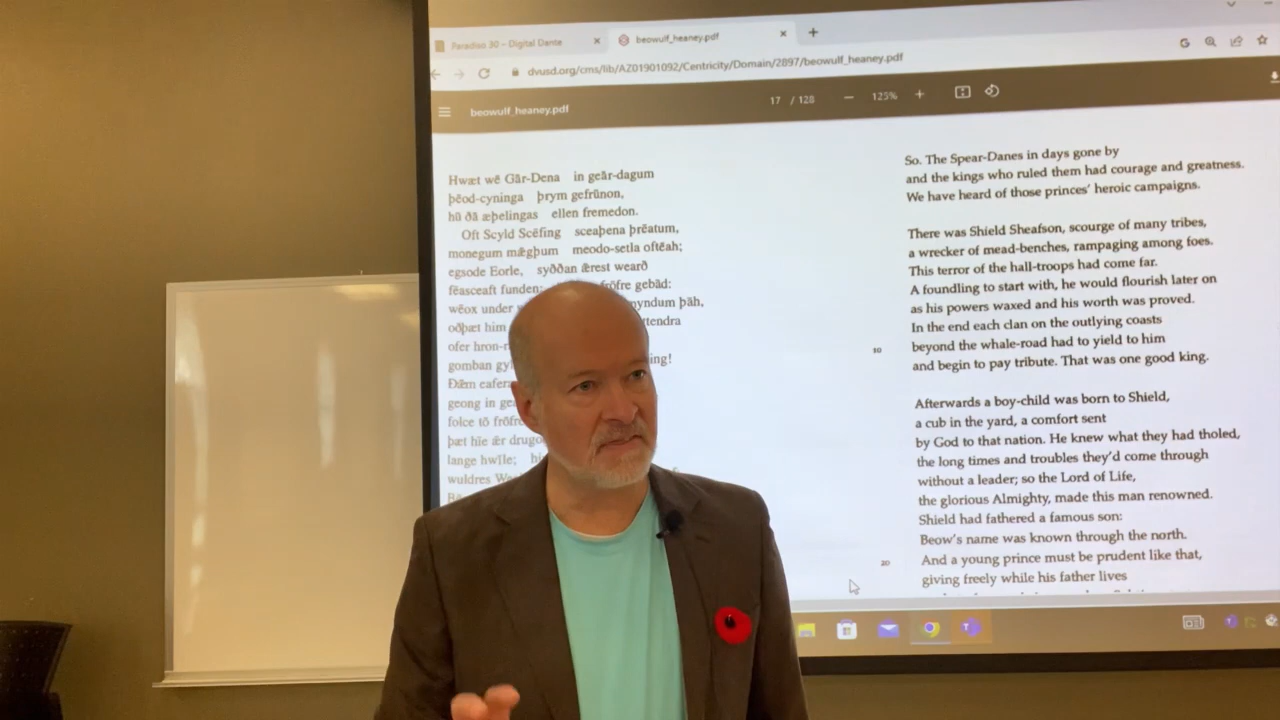 Paradiso 30 – Digital Dante
beowulf_heaney.pdf
dvusd.org/cms/lib/AZ01901092/Centricity/Domain/2897/beowulf_heaney.pdf
beowulf_heaney.pdf
17 / 128
125%
Hwæt wē Gār-Dena in geār-dagum
þēod-cyninga þrym gefrūnon,
hū ðā æþelingas ellen fremedon.
Oft Scyld Scēfing sceaþena þrēatum,
monegum mǣgþum meodo-setla oftēah;
egsode Eorle, syððan ǣrest wearð
fēasceaft funden; frōfre gebād:
wēox under myndum þāh,
oðþæt him ttendra
ofer hron-r
gomban gyl ing!
Ðǣm eafera
geong in gea
folce tō frōfre
þæt hīe ǣr drugo
lange hwīle;
wuldres
So. The Spear-Danes in days gone by
and the kings who ruled them had courage and greatness.
We have heard of those princes' heroic campaigns.
There was Shield Sheafson, scourge of many tribes,
a wrecker of mead-benches, rampaging among foes.
This terror of the hall-troops had come far.
A foundling to start with, he would flourish later on
as his powers waxed and his worth was proved.
In the end each clan on the outlying coasts
10 beyond the whale-road had to yield to him
and begin to pay tribute. That was one good king.
Afterwards a boy-child was born to Shield,
a cub in the yard, a comfort sent
by God to that nation. He knew what they had tholed,
the long times and troubles they'd come through
without a leader; so the Lord of Life,
the glorious Almighty, made this man renowned.
Shield had fathered a famous son:
Beow's name was known through the north.
20 And a young prince must be prudent like that,
giving freely while his father lives